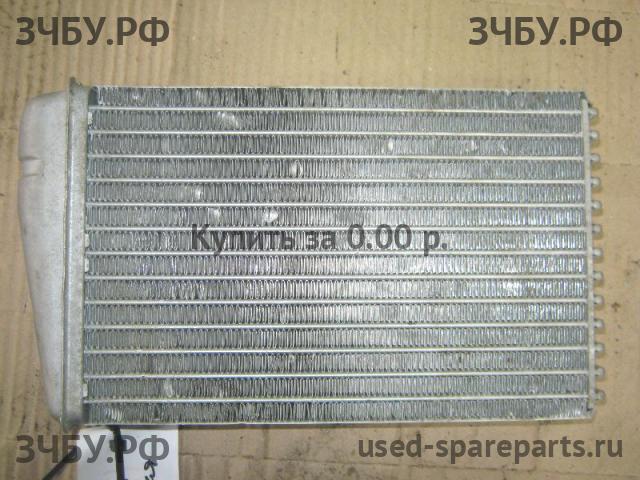 ЗЧБУ.РФ ЗЧБУ.РФ
Купить за 0.00 р.
ЗЧБУ.РФ used-spareparts.ru